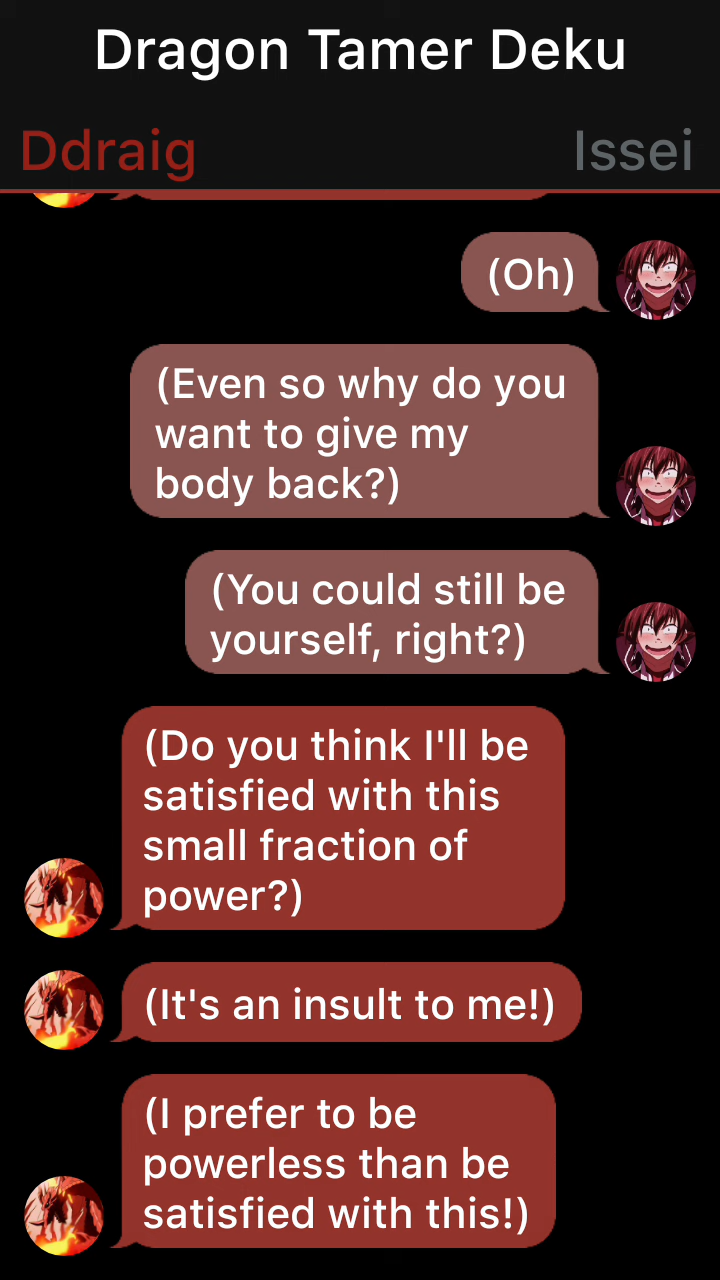 Dragon Tamer Deku
Ddraig
Issei
(Oh)
(Even so why do you
want to give my
body back?)
(You could still be
yourself, right?)
(Do you think I'll be
satisfied with this
small fraction of
power?)
(It's an insult to me!)
(I prefer to be
powerless than be
satisfied with this!)